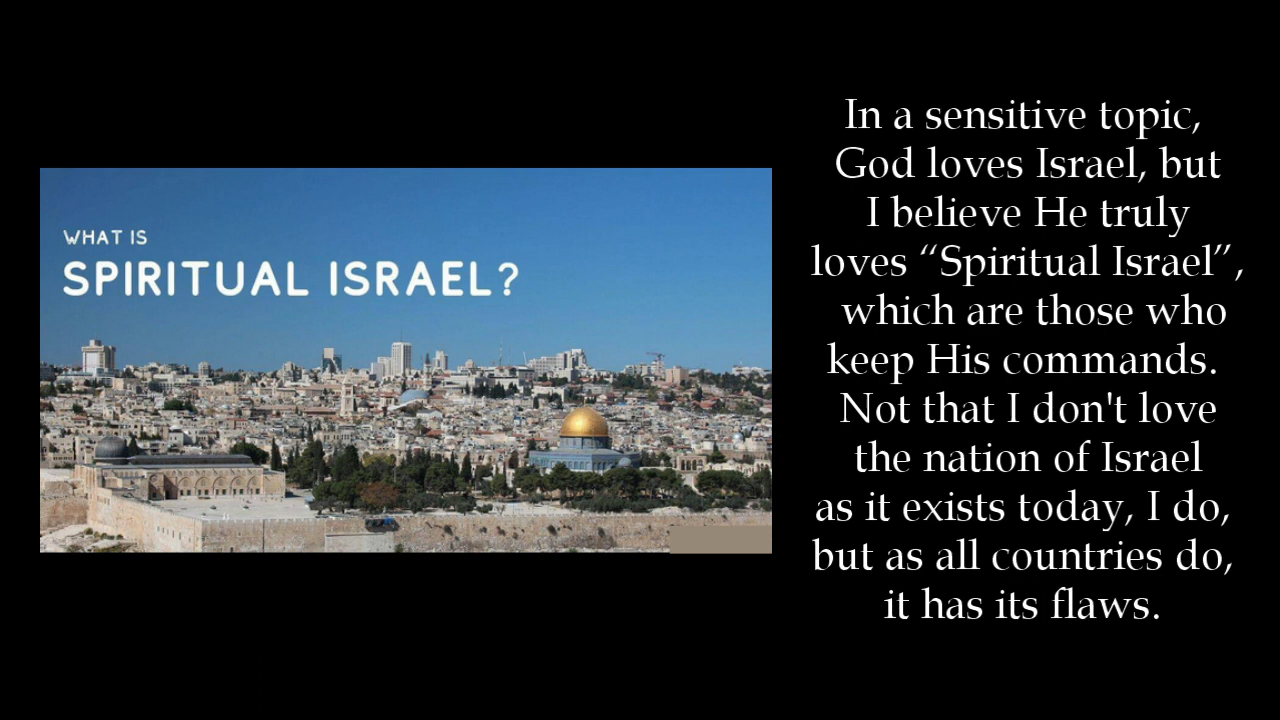 WHAT IS
SPIRITUAL ISRAEL?
In a sensitive topic,
God loves Israel, but
I believe He truly
loves “Spiritual Israel”,
which are those who
keep His commands.
Not that I don't love
the nation of Israel
as it exists today, I do,
but as all countries do,
it has its flaws.